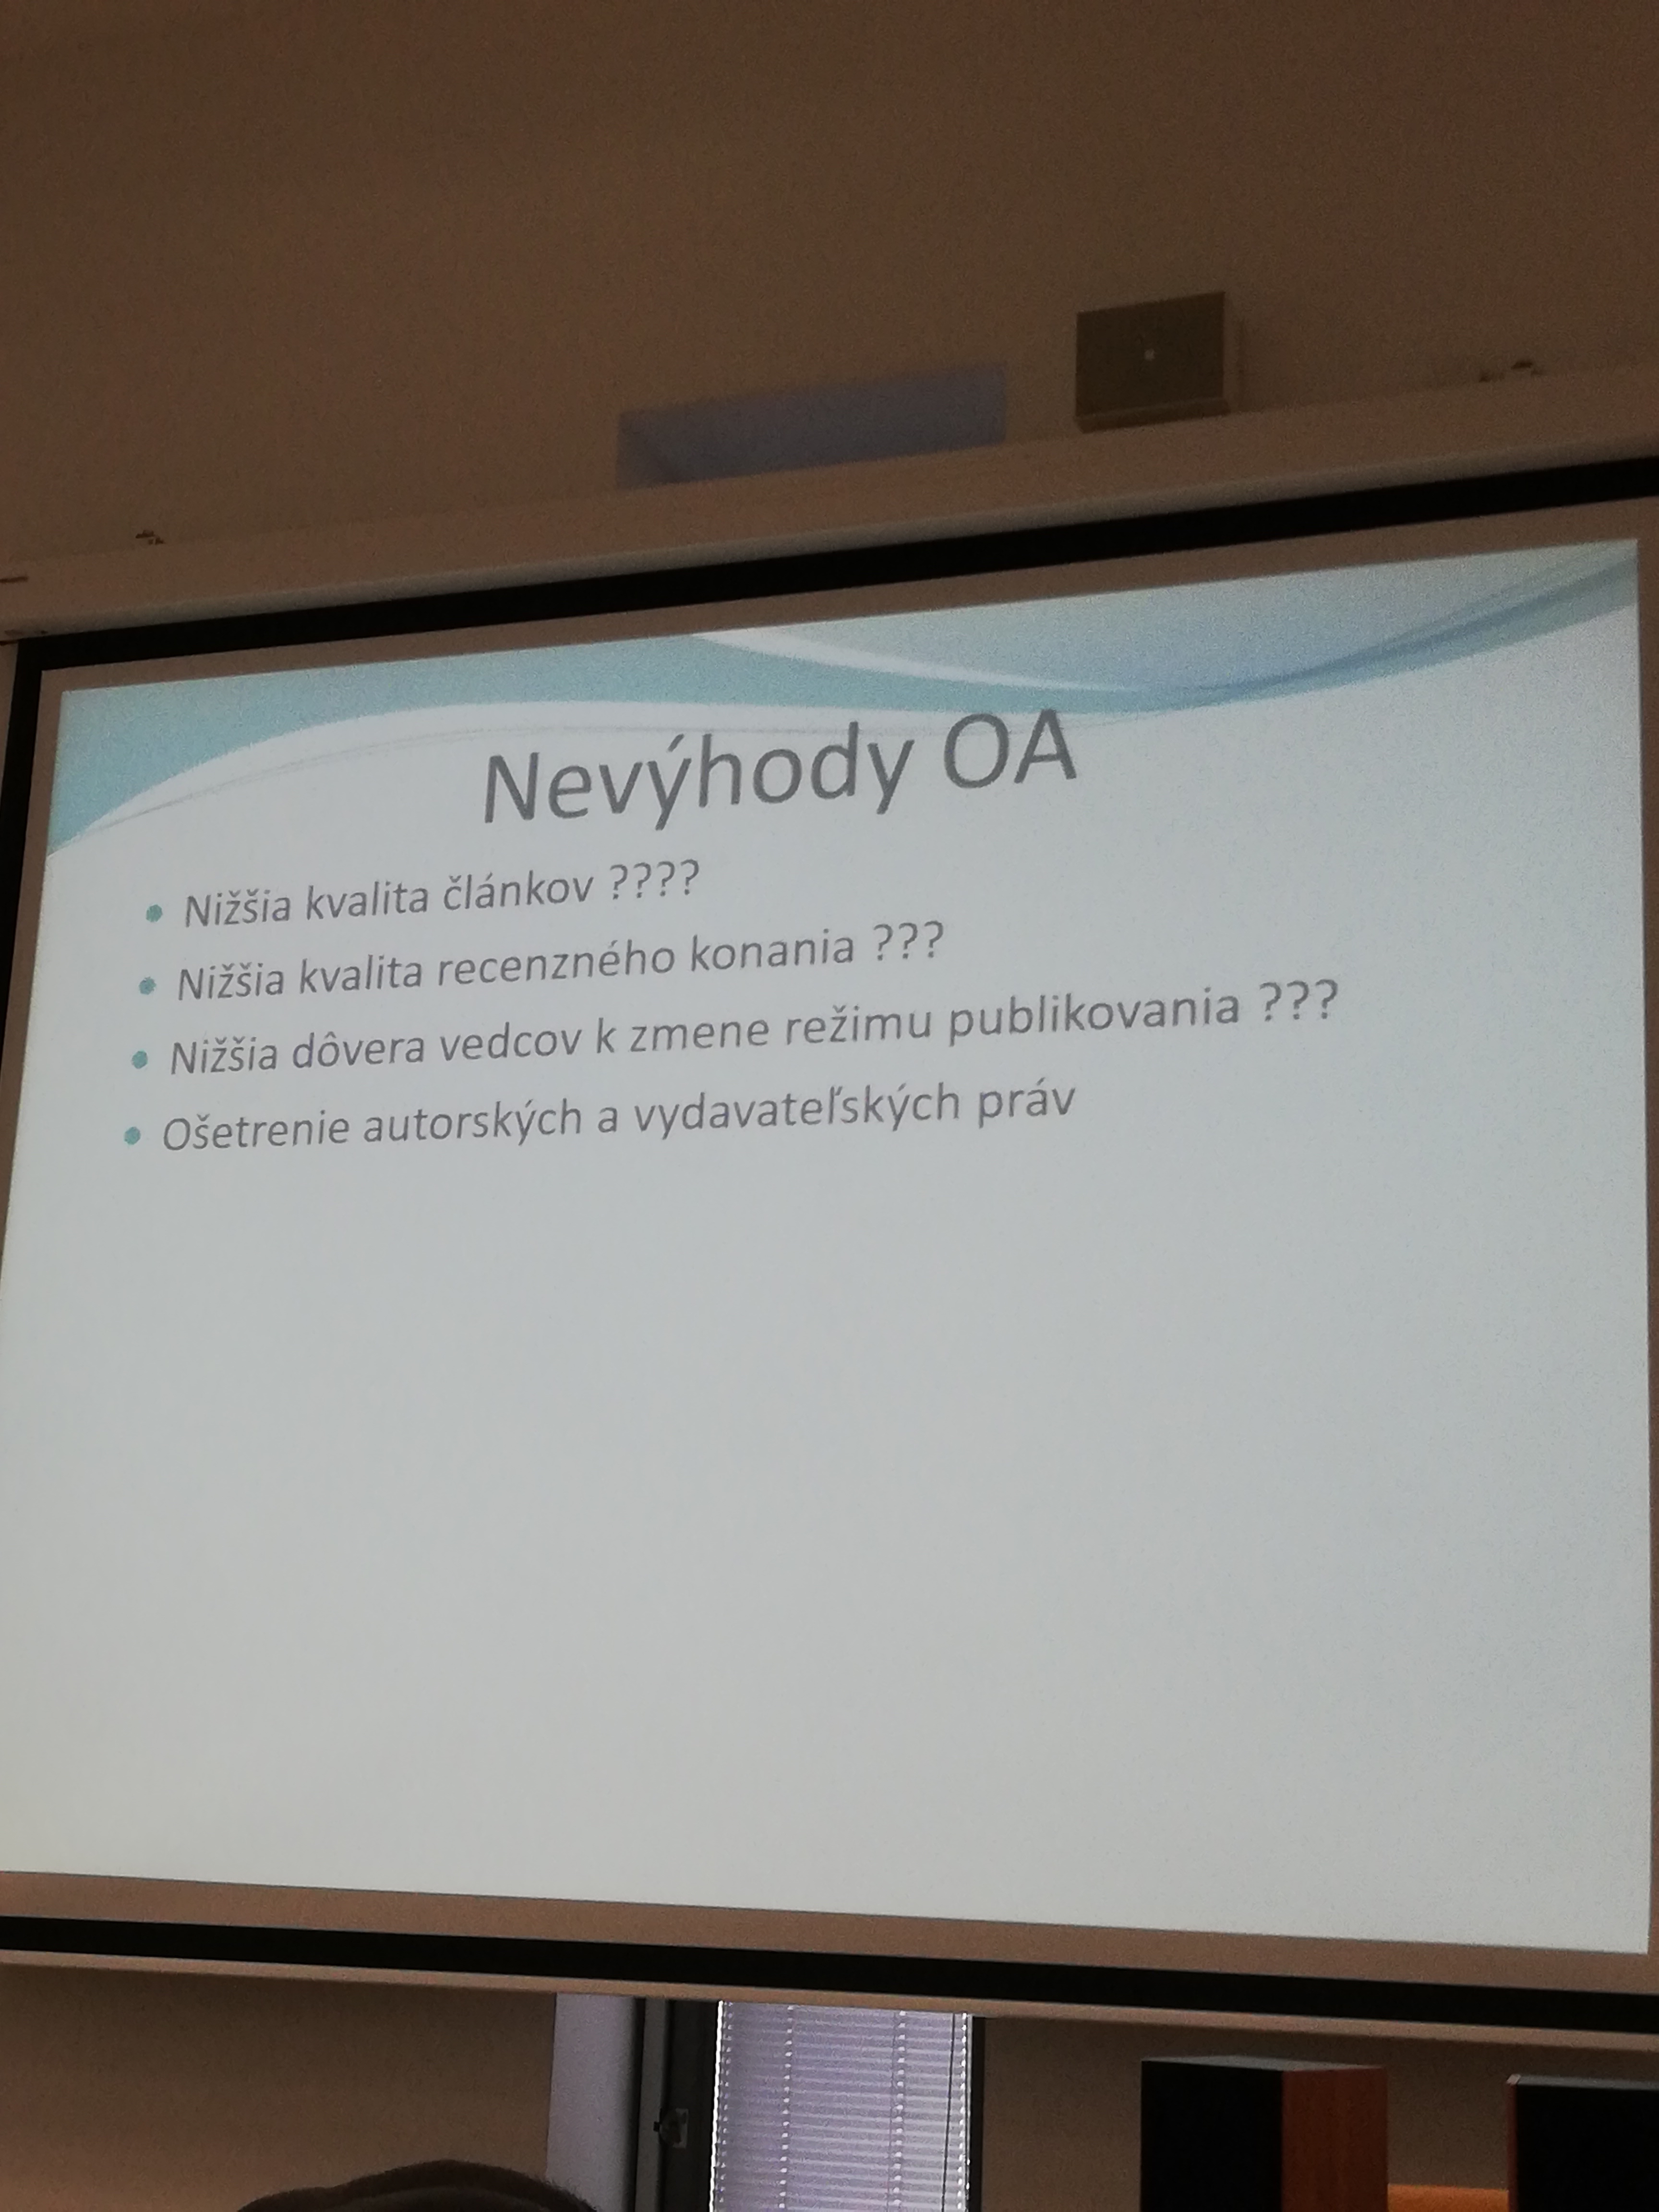 Nevýhody OA
Nižšia kvalita článkov ????
Nižšia kvalita recenzného konania ???
Nižšia dôvera vedcov k zmene režimu publikovania ???
Ošetrenie autorských a vydavateľských práv